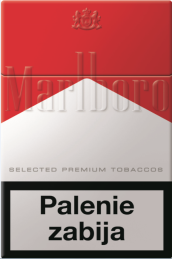 Marlboro
SELECTED PREMIUM TOBACCOS
Palenie
zabija